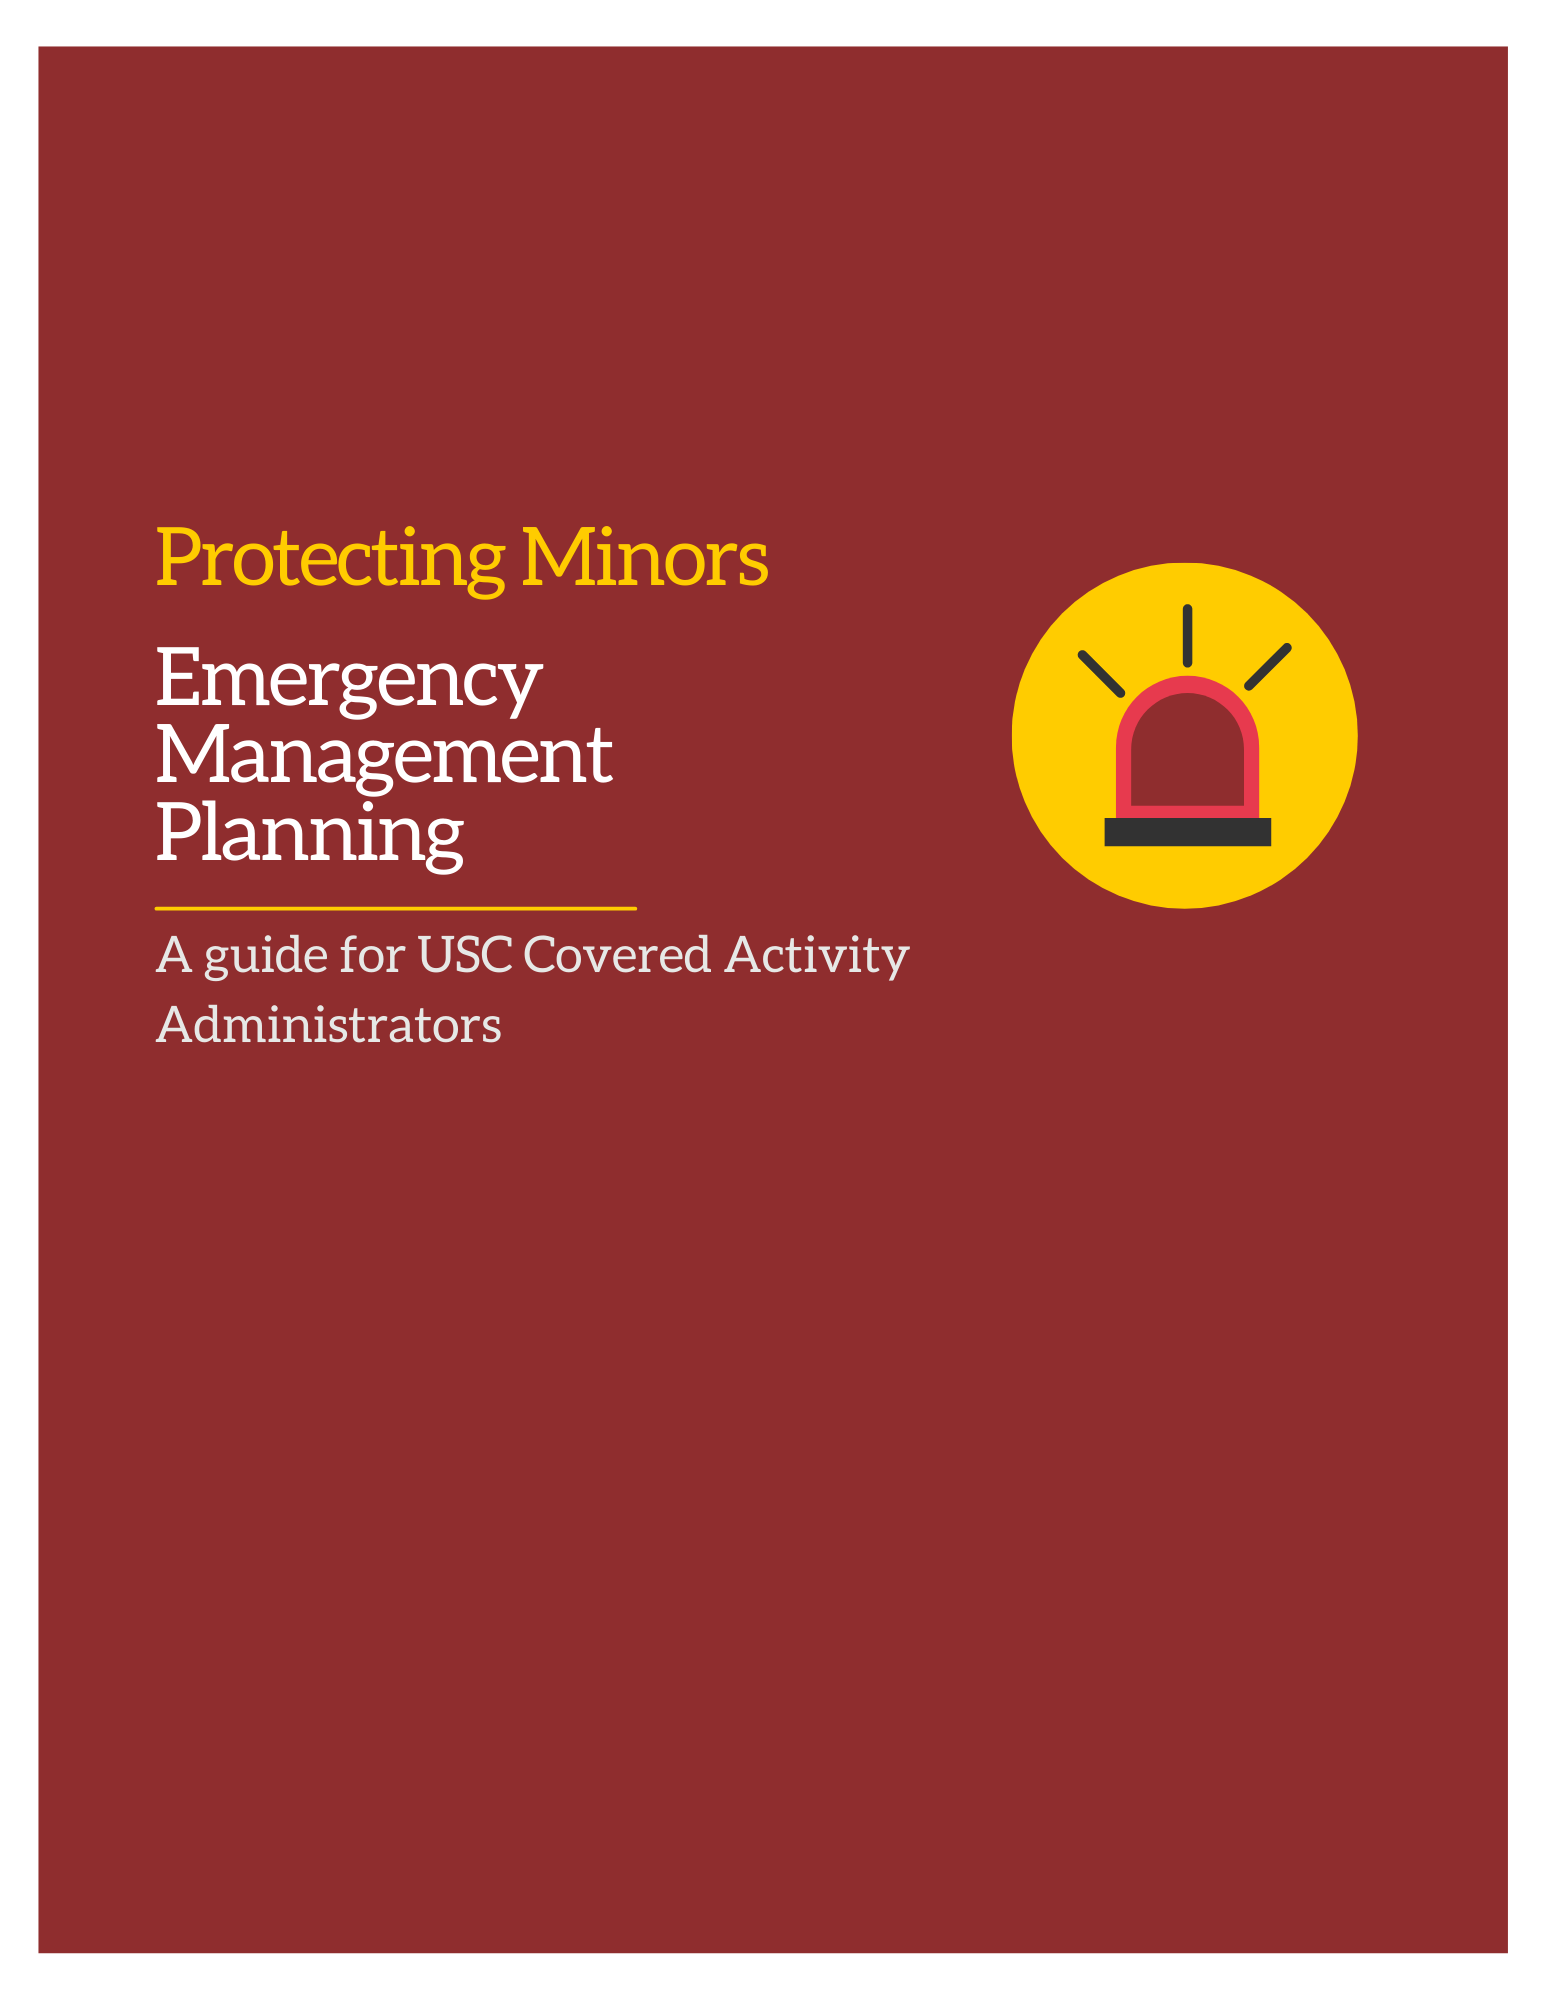 Protecting Minors
Emergency
Management
Planning
A guide for USC Covered Activity
Administrators